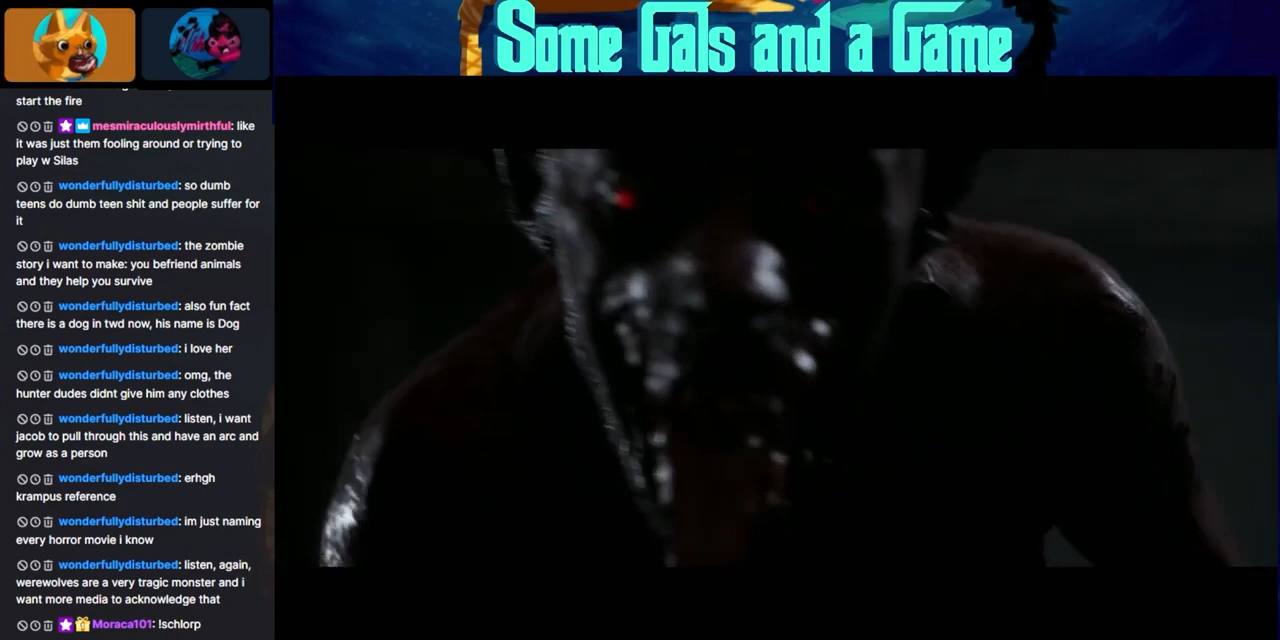 Some Gals and a Game
start the fire
mesmiraculouslymirthful: like
it was just them fooling around or trying to
play w Silas
wonderfullydisturbed: so dumb
teens do dumb teen shit and people suffer for
it
wonderfullydisturbed: the zombie
story i want to make: you befriend animals
and they help you survive
wonderfullydisturbed: also fun fact
there is a dog in twd now, his name is Dog
wonderfullydisturbed: i love her
wonderfullydisturbed: omg, the
hunter dudes didnt give him any clothes
wonderfullydisturbed: listen, i want
jacob to pull through this and have an arc and
grow as a person
wonderfullydisturbed: erhgh
krampus reference
wonderfullydisturbed: im just naming
every horror movie i know
wonderfullydisturbed: listen, again,
werewolves are a very tragic monster and i
want more media to acknowledge that
Moraca101: !schlorp